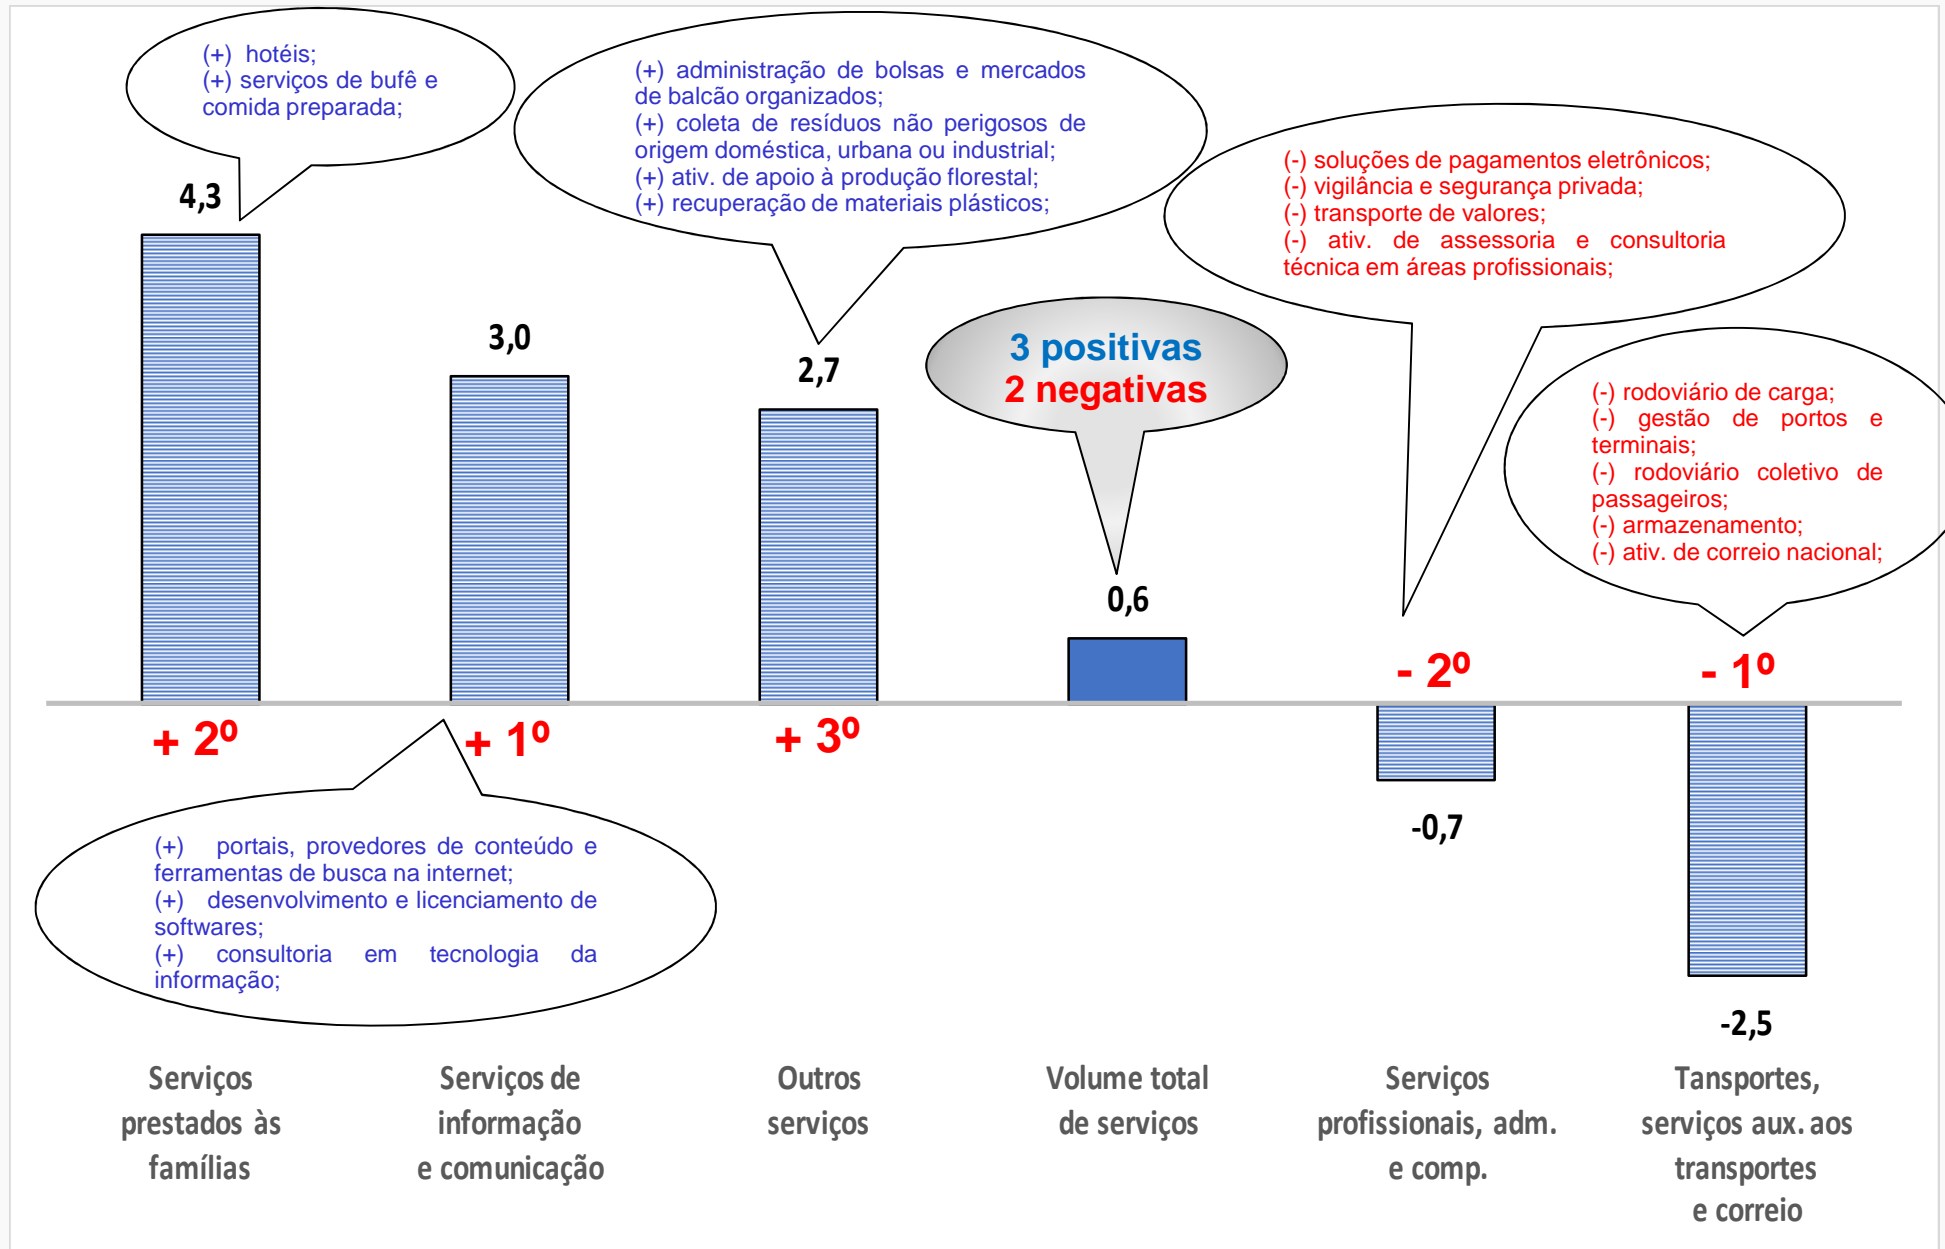 (+) hotéis;
(+) serviços de bufê e
comida preparada;
(+) administração de bolsas e mercados
de balcão organizados;
(+) coleta de resíduos não perigosos de
origem doméstica, urbana ou industrial;
(+) ativ. de apoio à produção florestal;
(+) recuperação de materiais plásticos;
(-) soluções de pagamentos eletrônicos;
(-) vigilância e segurança privada;
(-) transporte de valores;
(-) ativ. de assessoria e consultoria
técnica em áreas profissionais;
(-) rodoviário de carga;
(-) gestão de portos e
terminais;
(-) rodoviário coletivo de
passageiros;
(-) armazenamento;
(-) ativ. de correio nacional;
3 positivas
2 negativas
4,3
3,0
2,7
0,6
- 2º
- 1º
+ 2º
+ 1º
+ 3º
-0,7
-2,5
(+) portais, provedores de conteúdo e
ferramentas de busca na internet;
(+) desenvolvimento e licenciamento de
softwares;
(+) consultoria em tecnologia da
informação;
Serviços
prestados às
famílias
Serviços de
informação
e comunicação
Outros
serviços
Volume total
de serviços
Serviços
profissionais, adm.
e comp.
Tansportes,
serviços aux. aos
transportes
e correio